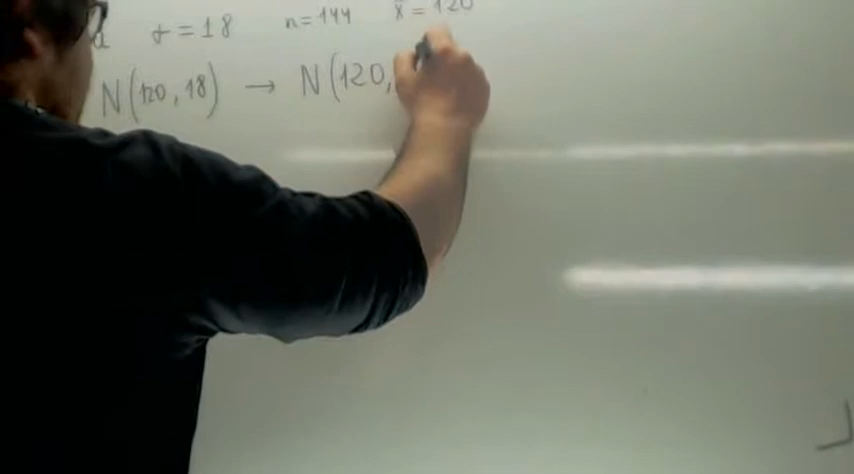 σ = 18 n = 144 x̄ = 120
N(120, 18) → N(120,